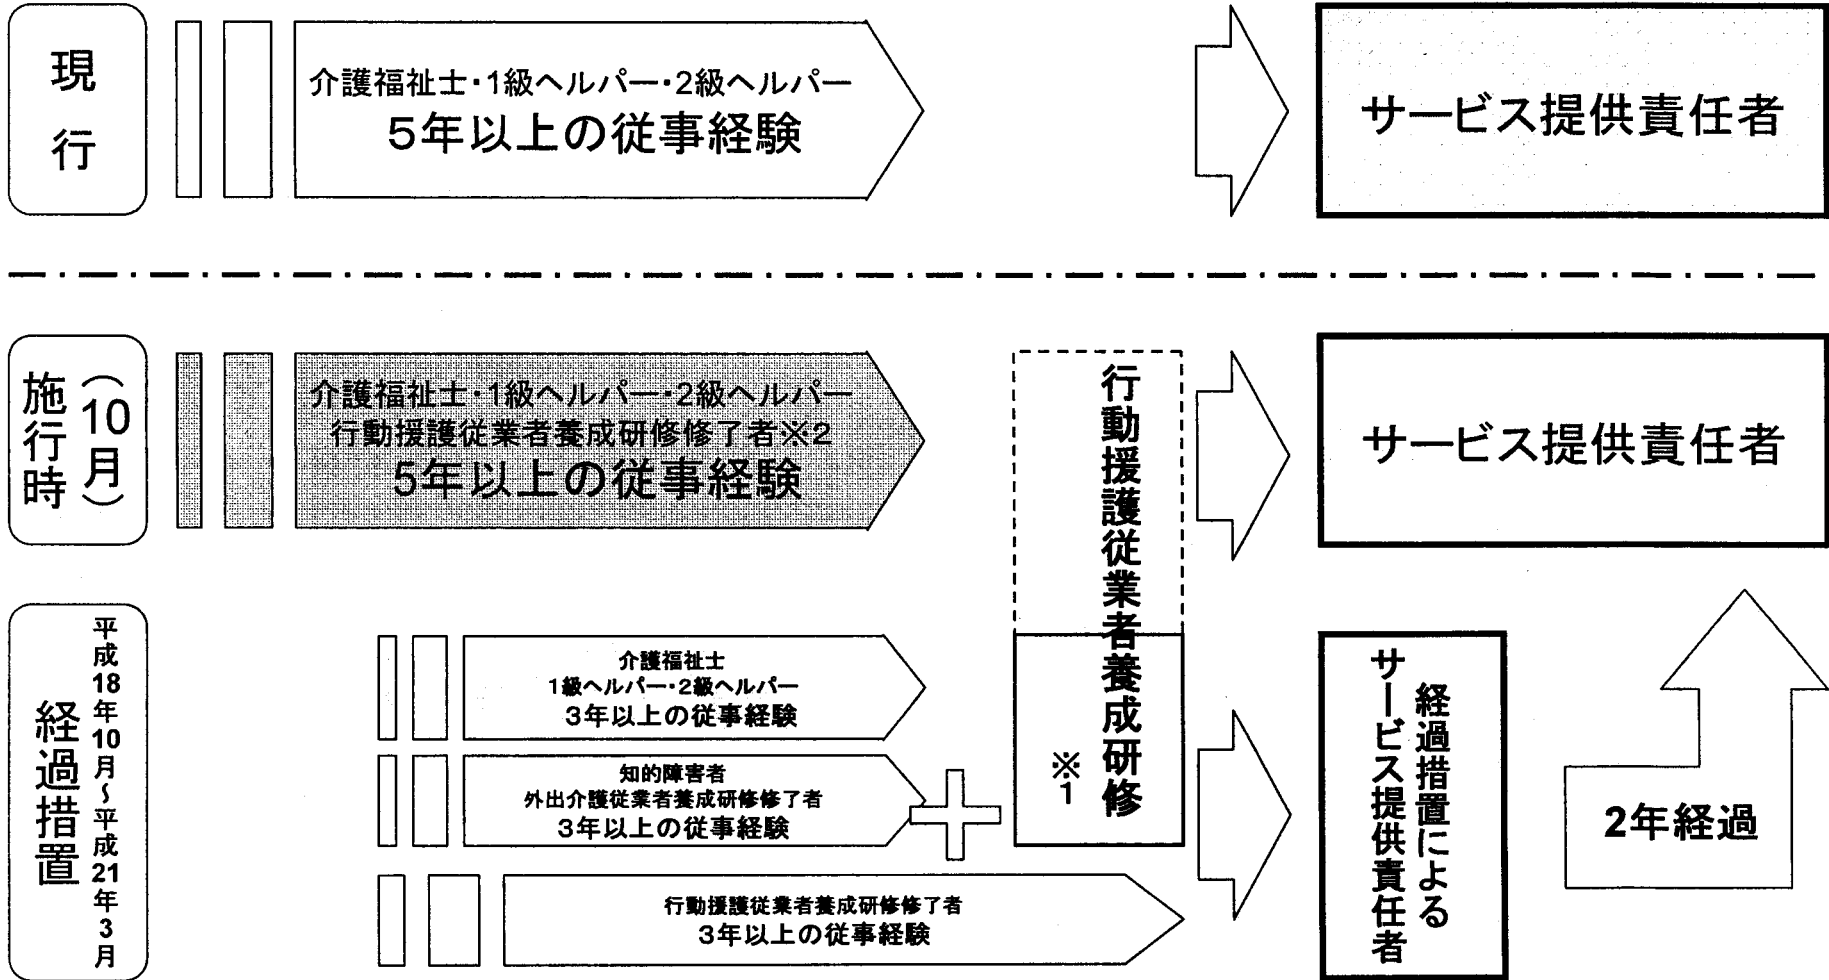 現行
介護福祉士・1級ヘルパー・2級ヘルパー
5年以上の従事経験
サービス提供責任者
施行時
（10月）
介護福祉士・1級ヘルパー・2級ヘルパー
行動援護従業者養成研修修了者※2
5年以上の従事経験
行動援護従業者養成研修
※1
サービス提供責任者
経過措置
平成18年10月～平成21年3月
介護福祉士
1級ヘルパー・2級ヘルパー
3年以上の従事経験
知的障害者
外出介護従業者養成研修修了者
3年以上の従事経験
行動援護従業者養成研修修了者
3年以上の従事経験
経過措置による
サービス提供責任者
2年経過